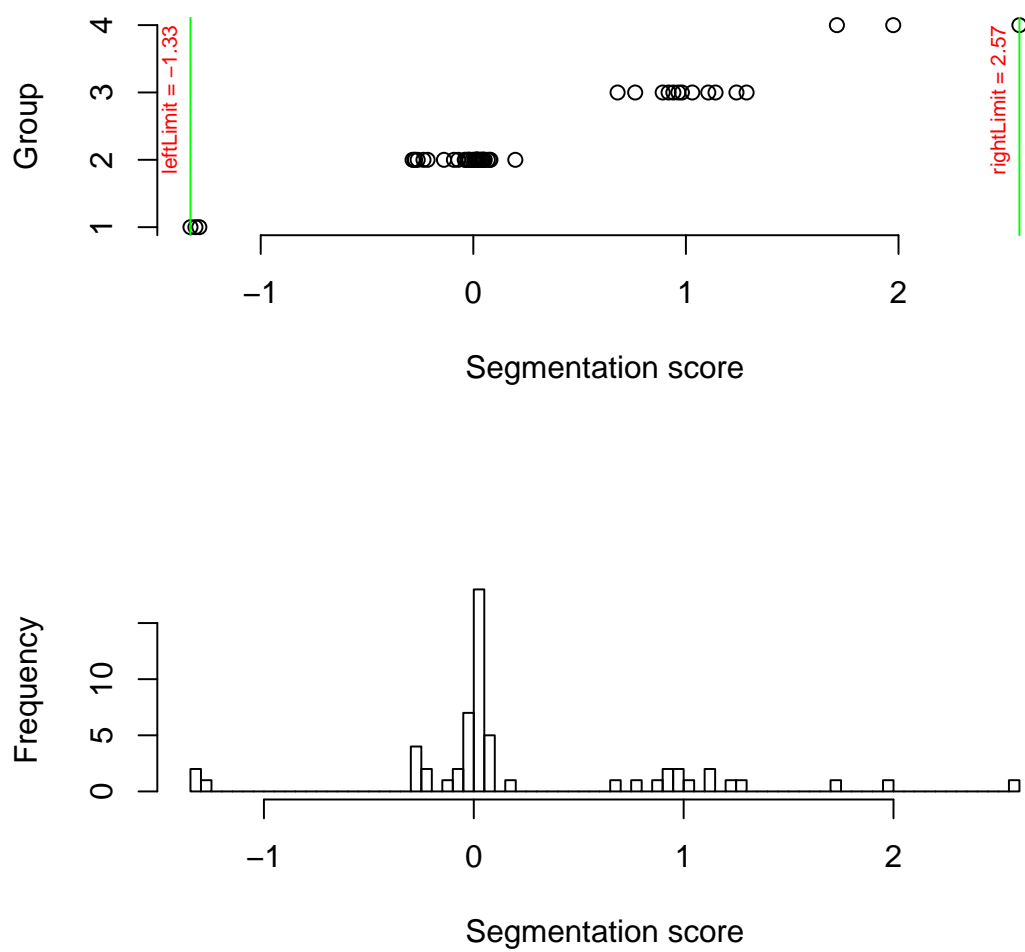 4
3
2
1
Group
leftLimit = −1.33
rightLimit = 2.57
−1 0 1 2
Segmentation score
10
5
0
Frequency
−1 0 1 2
Segmentation score